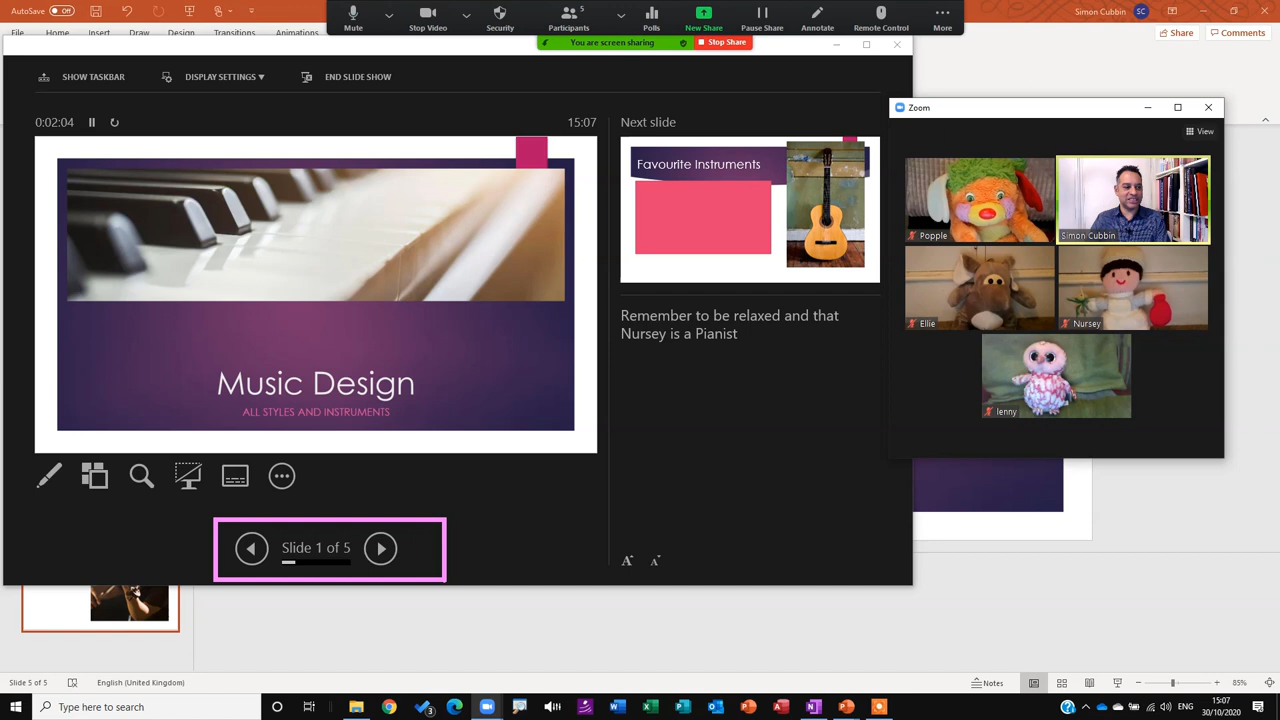 AutoSave Off
Simon Cubbin SC
File Home Insert Draw Design Transitions Animations
Mute
Stop Video
Security
Participants 5
Polls
New Share
Pause Share
Annotate
Remote Control
More
Share
Comments
You are screen sharing
Stop Share
SHOW TASKBAR
DISPLAY SETTINGS
END SLIDE SHOW
0:02:04
15:07
Music Design
ALL STYLES AND INSTRUMENTS
Slide 1 of 5
Next slide
Favourite Instruments
Remember to be relaxed and that
Nursey is a Pianist
A A
Zoom
View
Popple
Simon Cubbin
Ellie
Nursey
lenny
Slide 5 of 5
English (United Kingdom)
Notes
85%
Type here to search
3
15:07
30/10/2020